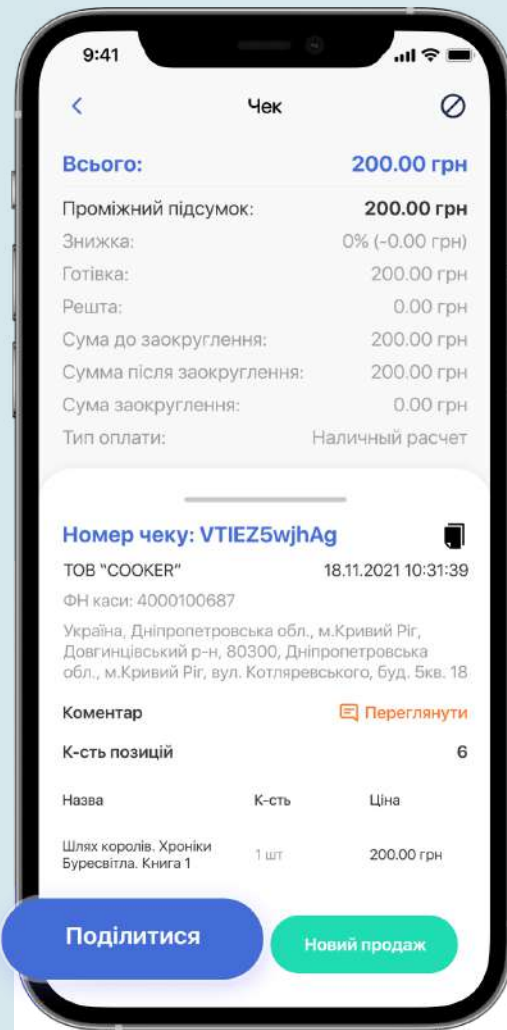 9:41
Чек
Всього: 200.00 грн
Проміжний підсумок: 200.00 грн
Знижка: 0% (-0.00 грн)
Готівка: 200.00 грн
Решта: 0.00 грн
Сума до заокруглення: 200.00 грн
Сумма після заокруглення: 200.00 грн
Сума заокруглення: 0.00 грн
Тип оплати: Наличный расчет
Номер чеку: VTIEZ5wjhAg
ТОВ "COOKER" 18.11.2021 10:31:39
ФН каси: 4000100687
Україна, Дніпропетровська обл., м.Кривий Ріг,
Довгинцівський р-н, 80300, Дніпропетровська
обл., м.Кривий Ріг, вул. Котляревського, буд. 5кв. 18
Коментар Переглянути
К-сть позицій 6
Назва К-сть Ціна
Шлях королів. Хроніки
Буресвітла. Книга 1 1 шт 200.00 грн
Поділитися Новий продаж